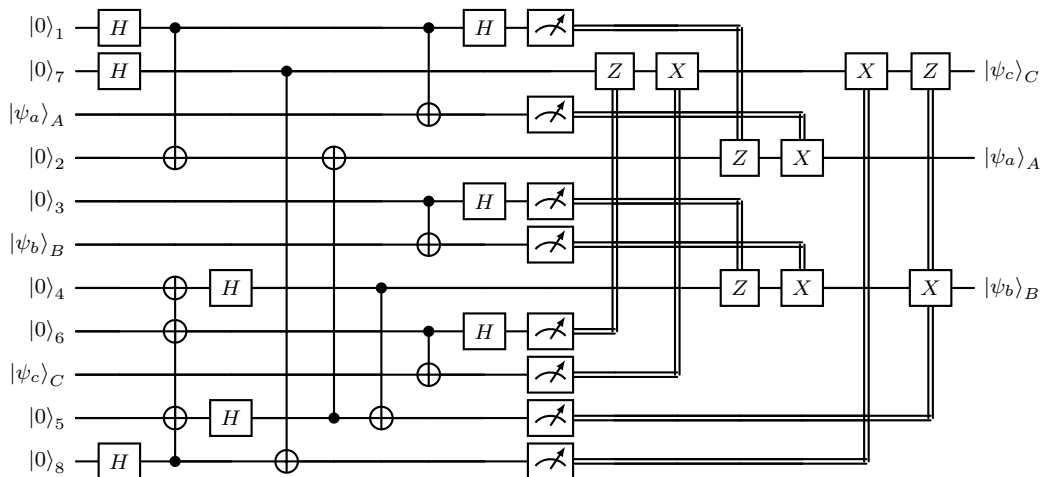 |0⟩₁ H H
|0⟩₇ H Z X X Z |ψ_c⟩_C
|ψ_a⟩_A
|0⟩₂ Z X |ψ_a⟩_A
|0⟩₃ H
|ψ_b⟩_B
|0⟩₄ H Z X X |ψ_b⟩_B
|0⟩₆ H
|ψ_c⟩_C
|0⟩₅ H
|0⟩₈ H